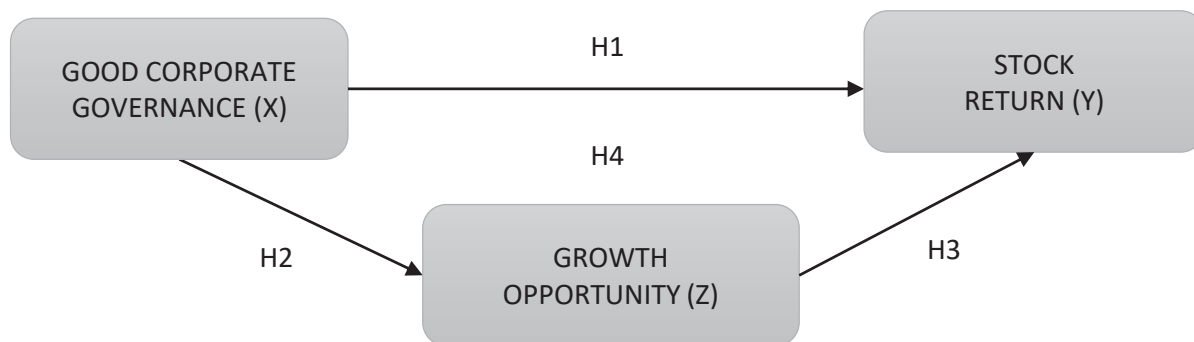 H1
GOOD CORPORATE
GOVERNANCE (X)
STOCK
RETURN (Y)
H4
H2
GROWTH
OPPORTUNITY (Z)
H3